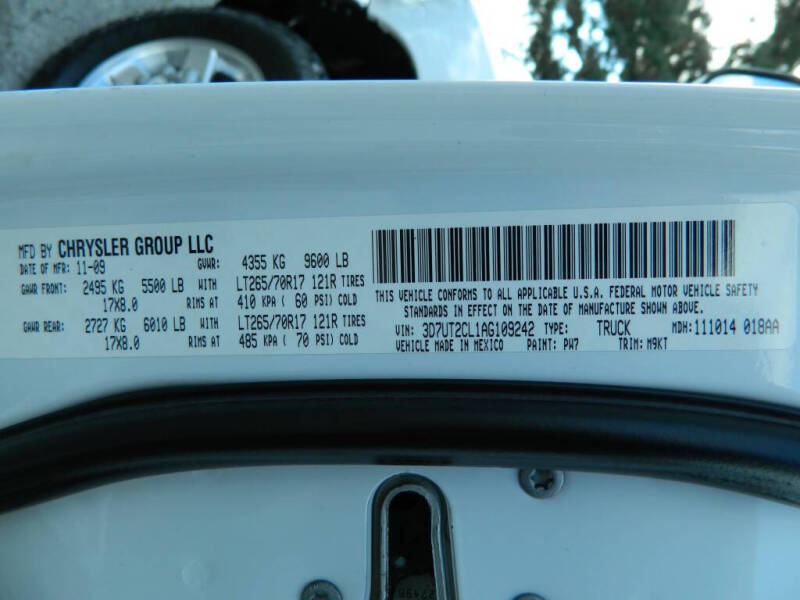 MFD BY CHRYSLER GROUP LLC
DATE OF MFR: 11-09 GVWR: 4355 KG 9600 LB
GAWR FRONT: 2495 KG 5500 LB WITH LT265/70R17 121R TIRES
17X8.0 RIMS AT 410 KPA ( 60 PSI) COLD
GAWR REAR: 2727 KG 6010 LB WITH LT265/70R17 121R TIRES
17X8.0 RIMS AT 485 KPA ( 70 PSI) COLD
THIS VEHICLE CONFORMS TO ALL APPLICABLE U.S.A. FEDERAL MOTOR VEHICLE SAFETY
STANDARDS IN EFFECT ON THE DATE OF MANUFACTURE SHOWN ABOVE.
VIN: 3D7UT2CL1AG109242 TYPE: TRUCK MDH: 111014 018AA
VEHICLE MADE IN MEXICO PAINT: PW7 TRIM: M9KT